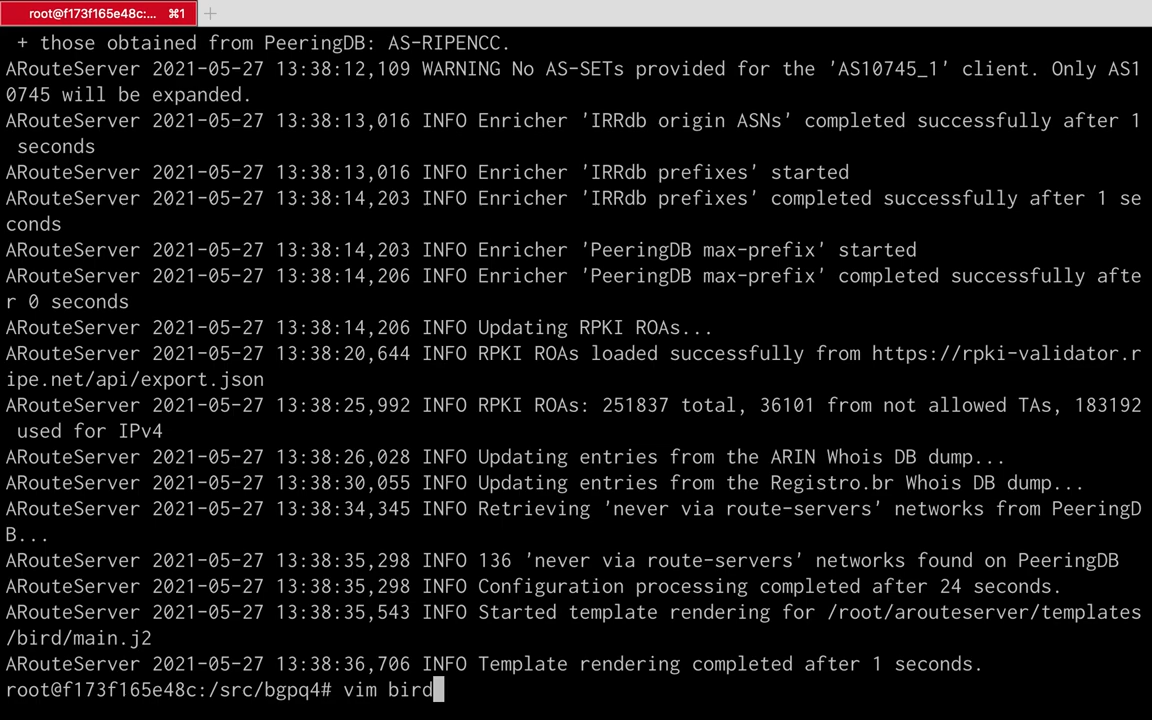 root@f173f165e48c:... ⌘1
+ those obtained from PeeringDB: AS-RIPENCC.
ARouteServer 2021-05-27 13:38:12,109 WARNING No AS-SETs provided for the 'AS10745_1' client. Only AS1
0745 will be expanded.
ARouteServer 2021-05-27 13:38:13,016 INFO Enricher 'IRRdb origin ASNs' completed successfully after 1
 seconds
ARouteServer 2021-05-27 13:38:13,016 INFO Enricher 'IRRdb prefixes' started
ARouteServer 2021-05-27 13:38:14,203 INFO Enricher 'IRRdb prefixes' completed successfully after 1 se
conds
ARouteServer 2021-05-27 13:38:14,203 INFO Enricher 'PeeringDB max-prefix' started
ARouteServer 2021-05-27 13:38:14,206 INFO Enricher 'PeeringDB max-prefix' completed successfully afte
r 0 seconds
ARouteServer 2021-05-27 13:38:14,206 INFO Updating RPKI ROAs...
ARouteServer 2021-05-27 13:38:20,644 INFO RPKI ROAs loaded successfully from https://rpki-validator.r
ipe.net/api/export.json
ARouteServer 2021-05-27 13:38:25,992 INFO RPKI ROAs: 251837 total, 36101 from not allowed TAs, 183192
 used for IPv4
ARouteServer 2021-05-27 13:38:26,028 INFO Updating entries from the ARIN Whois DB dump...
ARouteServer 2021-05-27 13:38:30,055 INFO Updating entries from the Registro.br Whois DB dump...
ARouteServer 2021-05-27 13:38:34,345 INFO Retrieving 'never via route-servers' networks from PeeringD
B...
ARouteServer 2021-05-27 13:38:35,298 INFO 136 'never via route-servers' networks found on PeeringDB
ARouteServer 2021-05-27 13:38:35,298 INFO Configuration processing completed after 24 seconds.
ARouteServer 2021-05-27 13:38:35,543 INFO Started template rendering for /root/arouteserver/templates
/bird/main.j2
ARouteServer 2021-05-27 13:38:36,706 INFO Template rendering completed after 1 seconds.
root@f173f165e48c:/src/bgpq4# vim bird